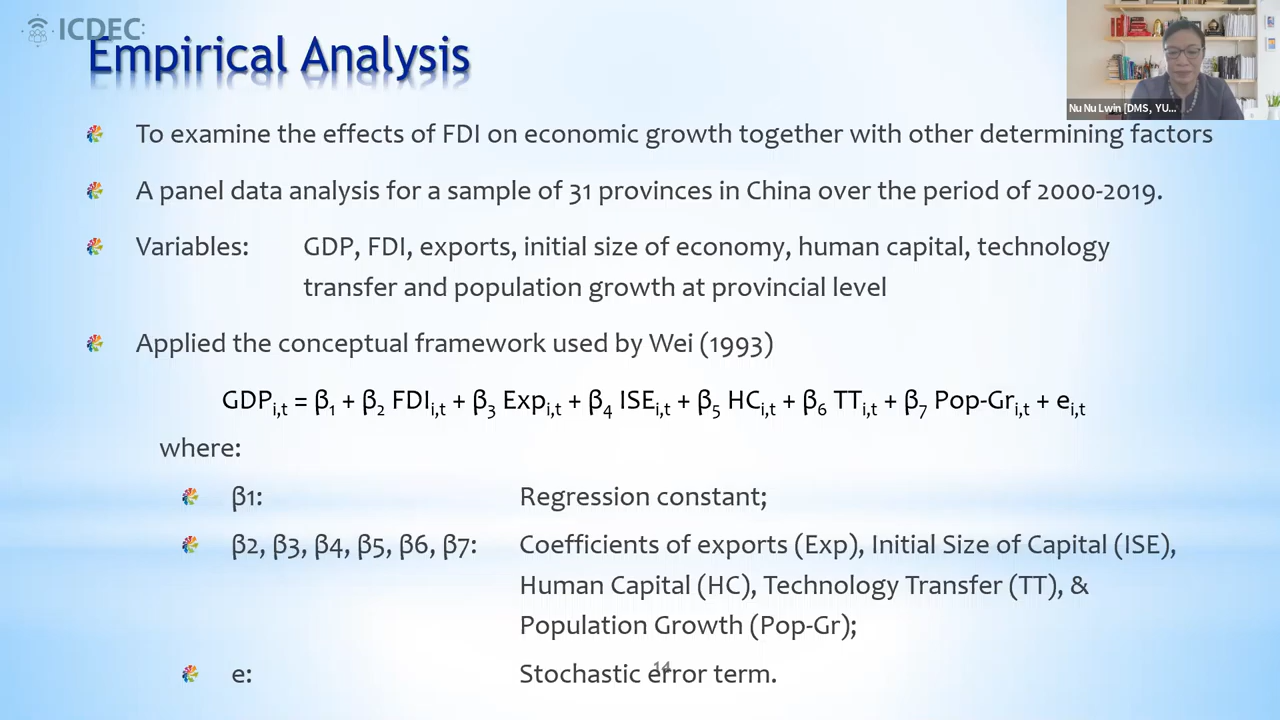 ICDEC
Empirical Analysis
Nu Nu Lwin [DMS, YU...
To examine the effects of FDI on economic growth together with other determining factors
A panel data analysis for a sample of 31 provinces in China over the period of 2000-2019.
Variables: GDP, FDI, exports, initial size of economy, human capital, technology
transfer and population growth at provincial level
Applied the conceptual framework used by Wei (1993)
GDPi,t = β1 + β2 FDIi,t + β3 Expi,t + β4 ISEi,t + β5 HCi,t + β6 TTi,t + β7 Pop-Gri,t + ei,t
where:
β1: Regression constant;
β2, β3, β4, β5, β6, β7: Coefficients of exports (Exp), Initial Size of Capital (ISE),
Human Capital (HC), Technology Transfer (TT), &
Population Growth (Pop-Gr);
e: Stochastic error term.
14